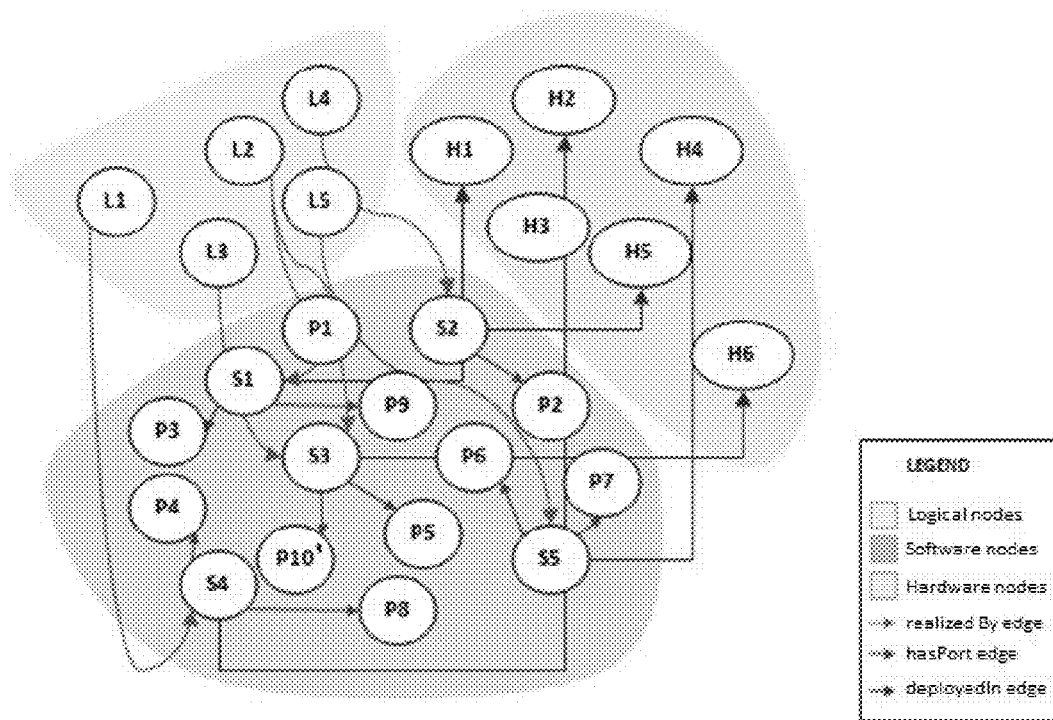 L4
H2
L2
H1
H4
L1
L5
H3
L3
H5
P1
S2
H6
S1
P9
P2
P3
S3
P6
P7
P4
P5
P10'
S5
S4
P8
LEGEND
Logical nodes
Software nodes
Hardware nodes
realized By edge
hasPort edge
deployedIn edge